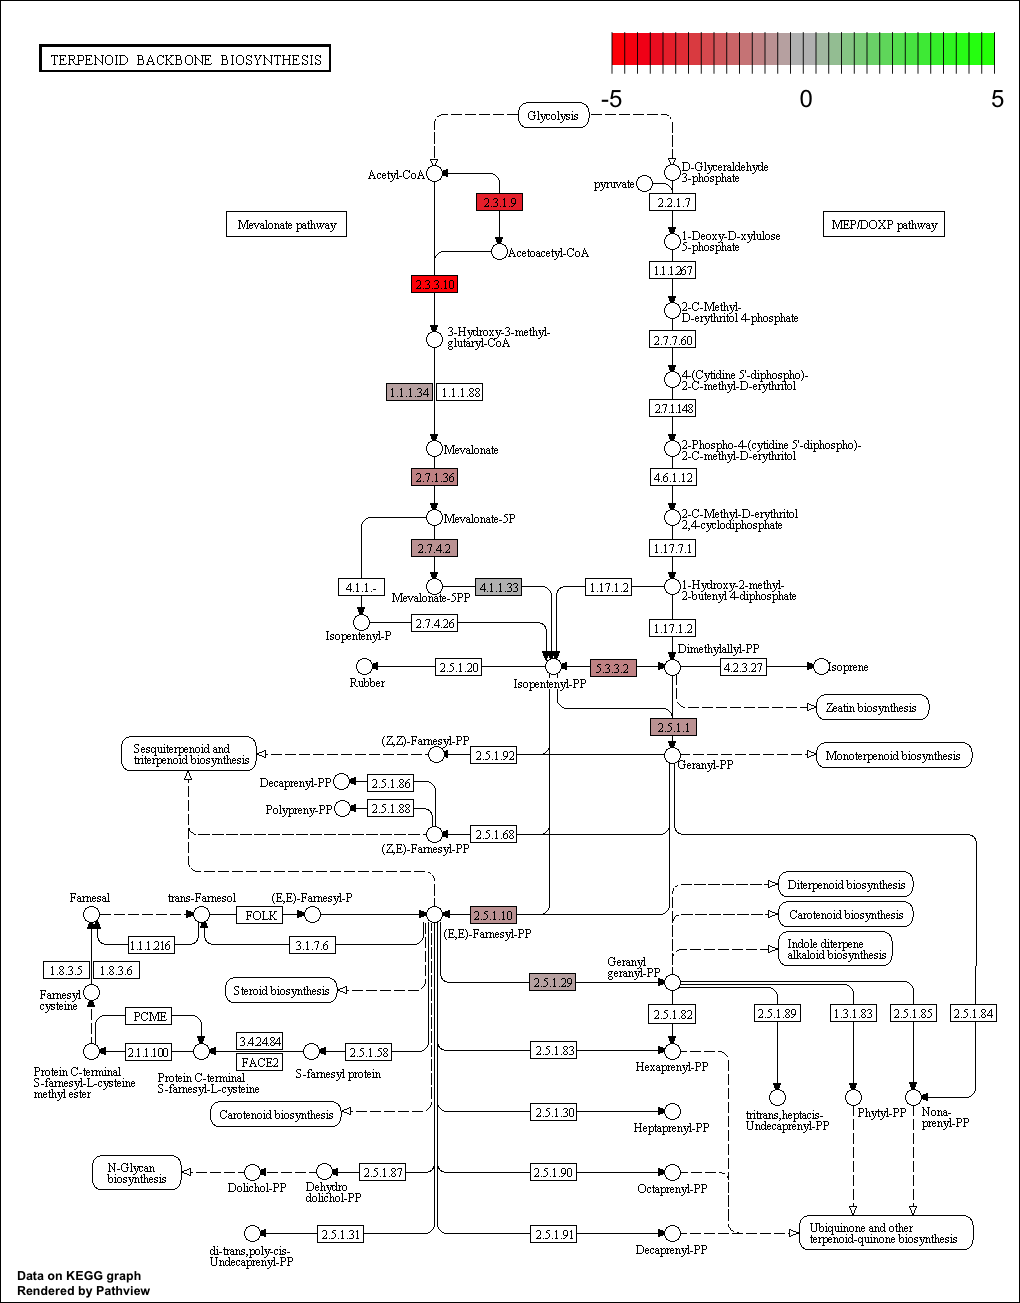 TERPENOID BACKBONE BIOSYNTHESIS
-5
0
5
Glycolysis
Acetyl-CoA
D-Glyceraldehyde
3-phosphate
pyruvate
2.3.1.9
2.2.1.7
Mevalonate pathway
MEP/DOXP pathway
1-Deoxy-D-xylulose
5-phosphate
Acetoacetyl-CoA
1.1.1.267
2.3.3.10
2-C-Methyl-
D-erythritol 4-phosphate
3-Hydroxy-3-methyl-
glutaryl-CoA
2.7.7.60
4-(Cytidine 5'-diphospho)-
2-C-methyl-D-erythritol
1.1.1.34
1.1.1.88
2.7.1.148
Mevalonate
2-Phospho-4-(cytidine 5'-diphospho)-
2-C-methyl-D-erythritol
2.7.1.36
4.6.1.12
Mevalonate-5P
2-C-Methyl-D-erythritol
2,4-cyclodiphosphate
2.7.4.2
1.17.7.1
4.1.1.-
Mevalonate-5PP
4.1.1.33
1.17.1.2
1-Hydroxy-2-methyl-
2-butenyl 4-diphosphate
Isopentenyl-P
2.7.4.26
1.17.1.2
Dimethylallyl-PP
Rubber
2.5.1.20
Isopentenyl-PP
5.3.3.2
4.2.3.27
Isoprene
Zeatin biosynthesis
2.5.1.1
Sesquiterpenoid and
triterpenoid biosynthesis
(Z,Z)-Farnesyl-PP
2.5.1.92
Geranyl-PP
Monoterpenoid biosynthesis
Decaprenyl-PP
2.5.1.86
Polypreny-PP
2.5.1.88
(Z,E)-Farnesyl-PP
2.5.1.68
Diterpenoid biosynthesis
Farnesal
trans-Farnesol
(E,E)-Farnesyl-P
FOLK
2.5.1.10
(E,E)-Farnesyl-PP
Carotenoid biosynthesis
1.1.1.216
3.1.7.6
Indole diterpene
alkaloid biosynthesis
1.8.3.5
1.8.3.6
Geranyl
geranyl-PP
2.5.1.29
Farnesyl
cysteine
Steroid biosynthesis
PCME
2.5.1.82
2.5.1.89
1.3.1.83
2.5.1.85
2.5.1.84
2.1.1.100
3.4.24.84
FACE2
2.5.1.58
2.5.1.83
Hexaprenyl-PP
Protein C-terminal
S-farnesyl-L-cysteine
methyl ester
Protein C-terminal
S-farnesyl-L-cysteine
S-farnesyl protein
Carotenoid biosynthesis
2.5.1.30
Heptaprenyl-PP
tritrans,heptacis-
Undecaprenyl-PP
Phytyl-PP
Nona-
prenyl-PP
N-Glycan
biosynthesis
Dolichol-PP
Dehydro
dolichol-PP
2.5.1.87
2.5.1.90
Octaprenyl-PP
di-trans,poly-cis-
Undecaprenyl-PP
2.5.1.31
2.5.1.91
Decaprenyl-PP
Ubiquinone and other
terpenoid-quinone biosynthesis
Data on KEGG graph
Rendered by Pathview